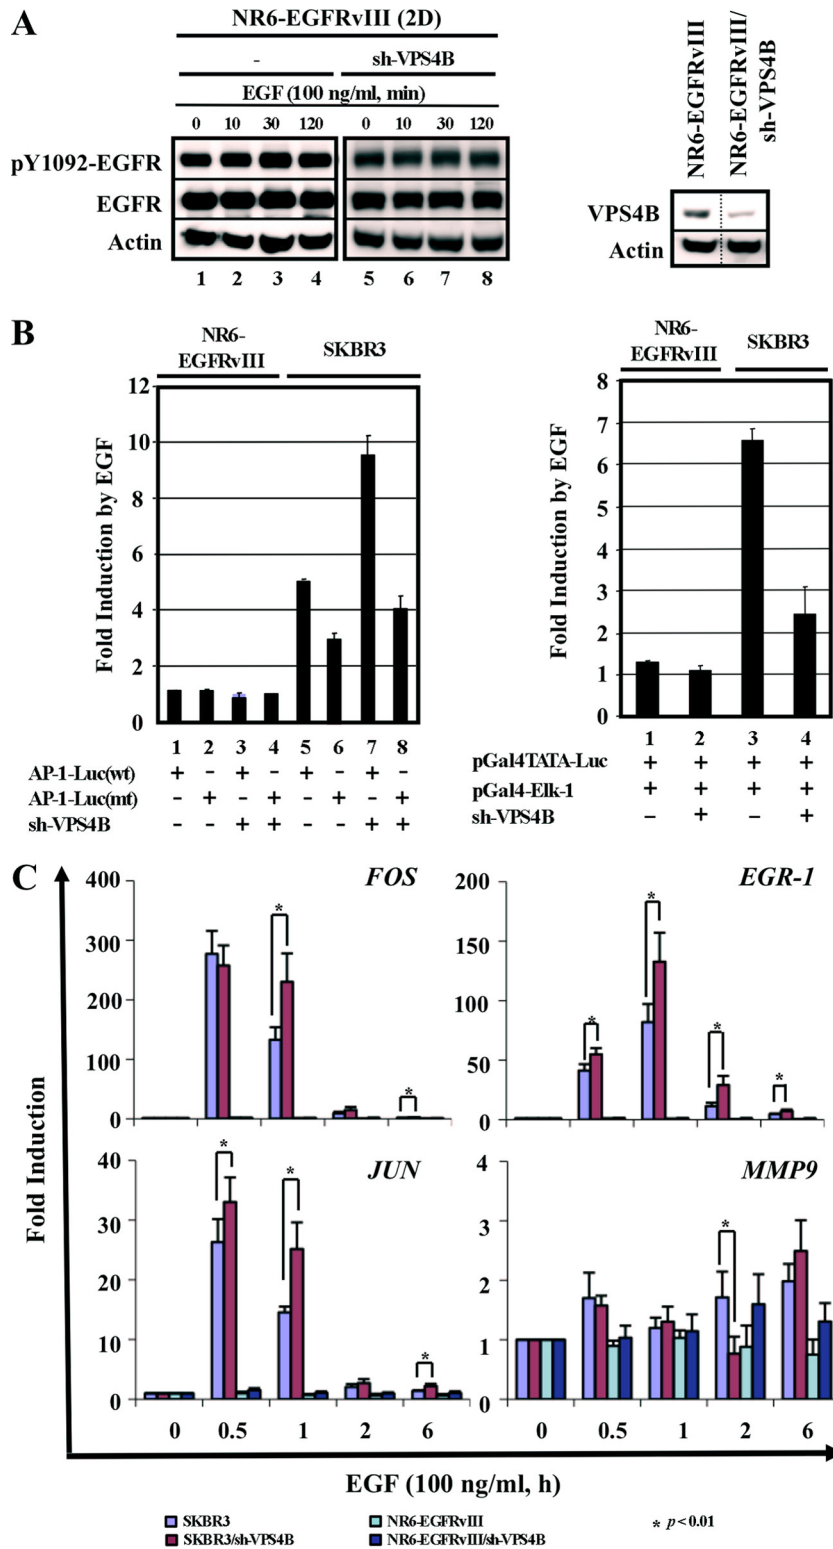 A
NR6-EGFRvIII (2D)
- sh-VPS4B
EGF (100 ng/ml, min)
0 10 30 120 0 10 30 120
pY1092-EGFR
EGFR
Actin
1 2 3 4 5 6 7 8
NR6-EGFRvIII
NR6-EGFRvIII/
sh-VPS4B
VPS4B
Actin
B
NR6-
EGFRvIII
SKBR3
Fold Induction by EGF
12
10
8
6
4
2
0
1 2 3 4 5 6 7 8
AP-1-Luc(wt) + - + - + - + -
AP-1-Luc(mt) - + - + - + - +
sh-VPS4B - - + + - - + +
NR6-
EGFRvIII
SKBR3
Fold Induction by EGF
8
7
6
5
4
3
2
1
0
1 2 3 4
pGal4TATA-Luc + + + +
pGal4-Elk-1 + + + +
sh-VPS4B - + - +
C
Fold Induction
FOS
400
300
200
100
0
* *
EGR-1
200
150
100
50
0
* * * *
JUN
40
30
20
10
0
* * *
0 0.5 1 2 6
MMP9
4
3
2
1
0
*
0 0.5 1 2 6
EGF (100 ng/ml, h)
SKBR3
SKBR3/sh-VPS4B
NR6-EGFRvIII
NR6-EGFRvIII/sh-VPS4B
* p < 0.01